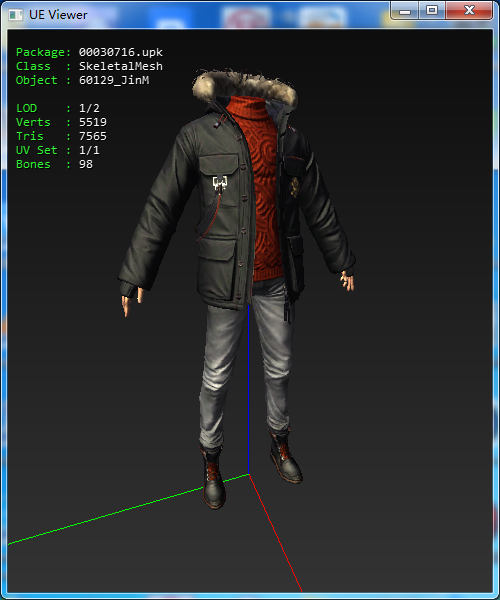 UE Viewer
Package: 00030716.upk
Class : SkeletalMesh
Object : 60129_JinM
LOD : 1/2
Verts : 5519
Tris : 7565
UV Set : 1/1
Bones : 98